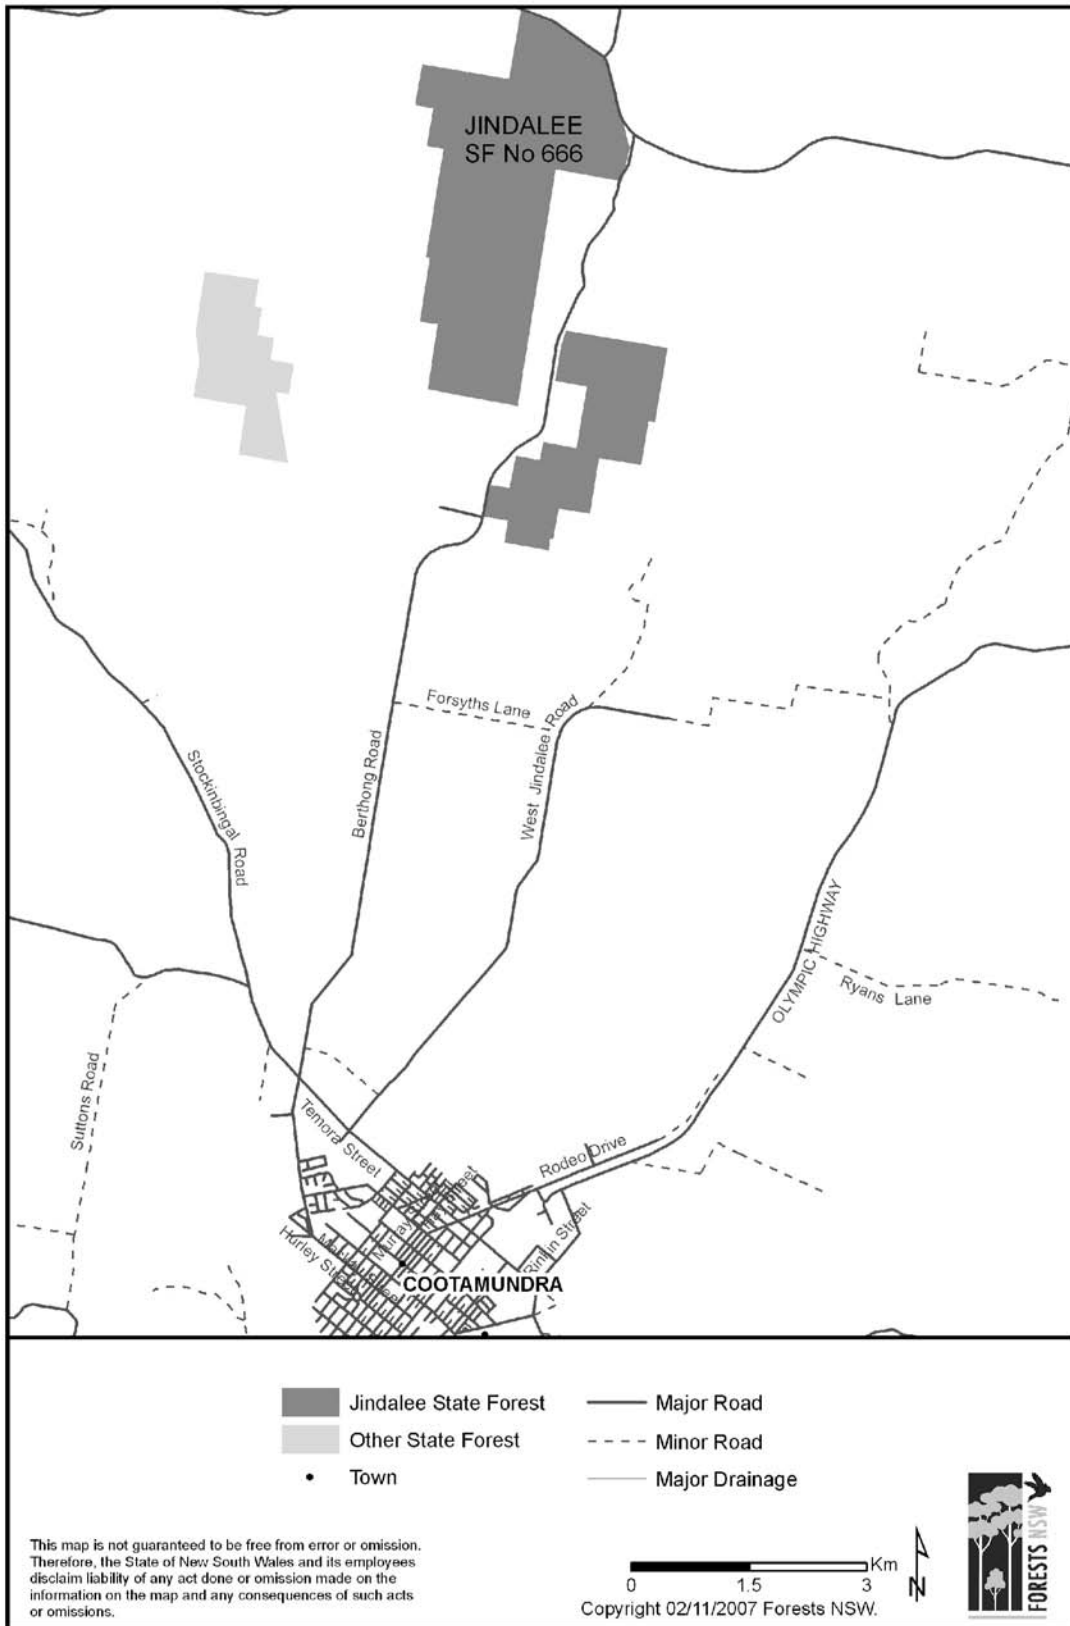 JINDALEE
SF No 666
Forsyths Lane
West Jindalee Road
Berthong Road
Stockinbingal Road
OLYMPIC HIGHWAY
Ryans Lane
Suttons Road
Temora Street
Rodeo Drive
Hurley Street
COOTAMUNDRA
Jindalee State Forest
Major Road
Other State Forest
Minor Road
Town
Major Drainage
This map is not guaranteed to be free from error or omission.
Therefore, the State of New South Wales and its employees
disclaim liability of any act done or omission made on the
information on the map and any consequences of such acts
or omissions.
Km
0 1.5 3
Copyright 02/11/2007 Forests NSW.
N
FORESTS NSW